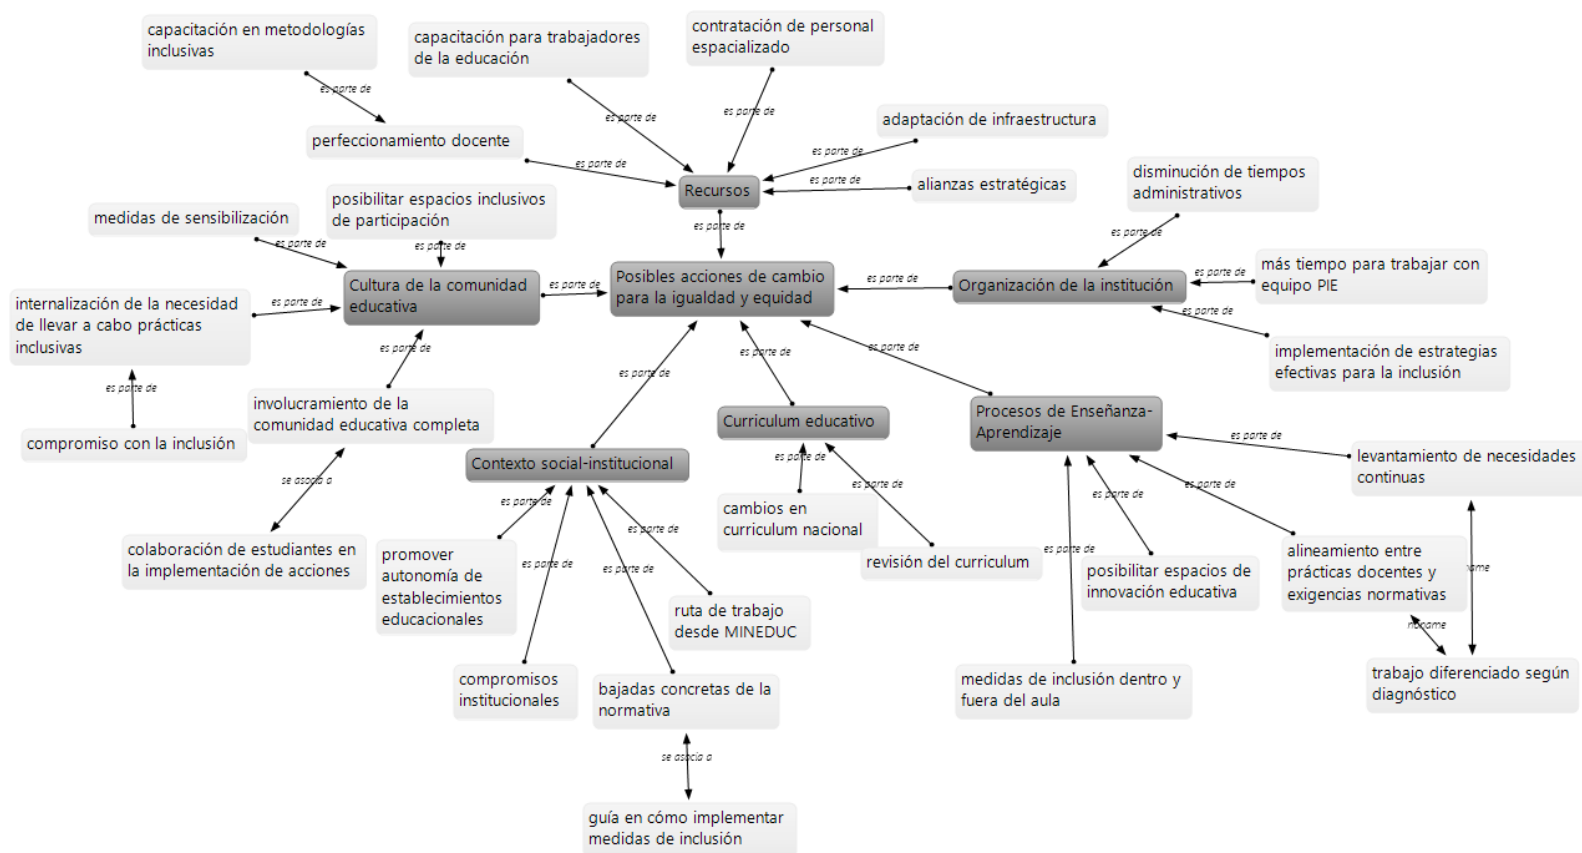 capacitación en metodologías
inclusivas
capacitación para trabajadores
de la educación
contratación de personal
espacializado
es parte de
es parte de
es parte de
perfeccionamiento docente
adaptación de infraestructura
es parte de
es parte de
es parte de
Recursos
alianzas estratégicas
disminución de tiempos
administrativos
medidas de sensibilización
posibilitar espacios inclusivos
de participación
es parte de
es parte de
es parte de
es parte de
Cultura de la comunidad
educativa
es parte de
Posibles acciones de cambio
para la igualdad y equidad
es parte de
Organización de la institución
es parte de
más tiempo para trabajar con
equipo PIE
internalización de la necesidad
de llevar a cabo prácticas
inclusivas
es parte de
es parte de
implementación de estrategias
efectivas para la inclusión
es parte de
es parte de
es parte de
es parte de
es parte de
compromiso con la inclusión
involucramiento de la
comunidad educativa completa
Contexto social-institucional
Curriculum educativo
Procesos de Enseñanza-
Aprendizaje
es parte de
levantamiento de necesidades
continuas
se asocia a
es parte de
es parte de
es parte de
es parte de
cambios en
curriculum nacional
es parte de
es parte de
es parte de
es parte de
colaboración de estudiantes en
la implementación de acciones
promover
autonomía de
establecimientos
educacionales
revisión del curriculum
posibilitar espacios de
innovación educativa
alineamiento entre
prácticas docentes y
exigencias normativas
noname
ruta de trabajo
desde MINEDUC
compromisos
institucionales
bajadas concretas de la
normativa
medidas de inclusión dentro y
fuera del aula
trabajo diferenciado según
diagnóstico
se asocia a
guía en cómo implementar
medidas de inclusión